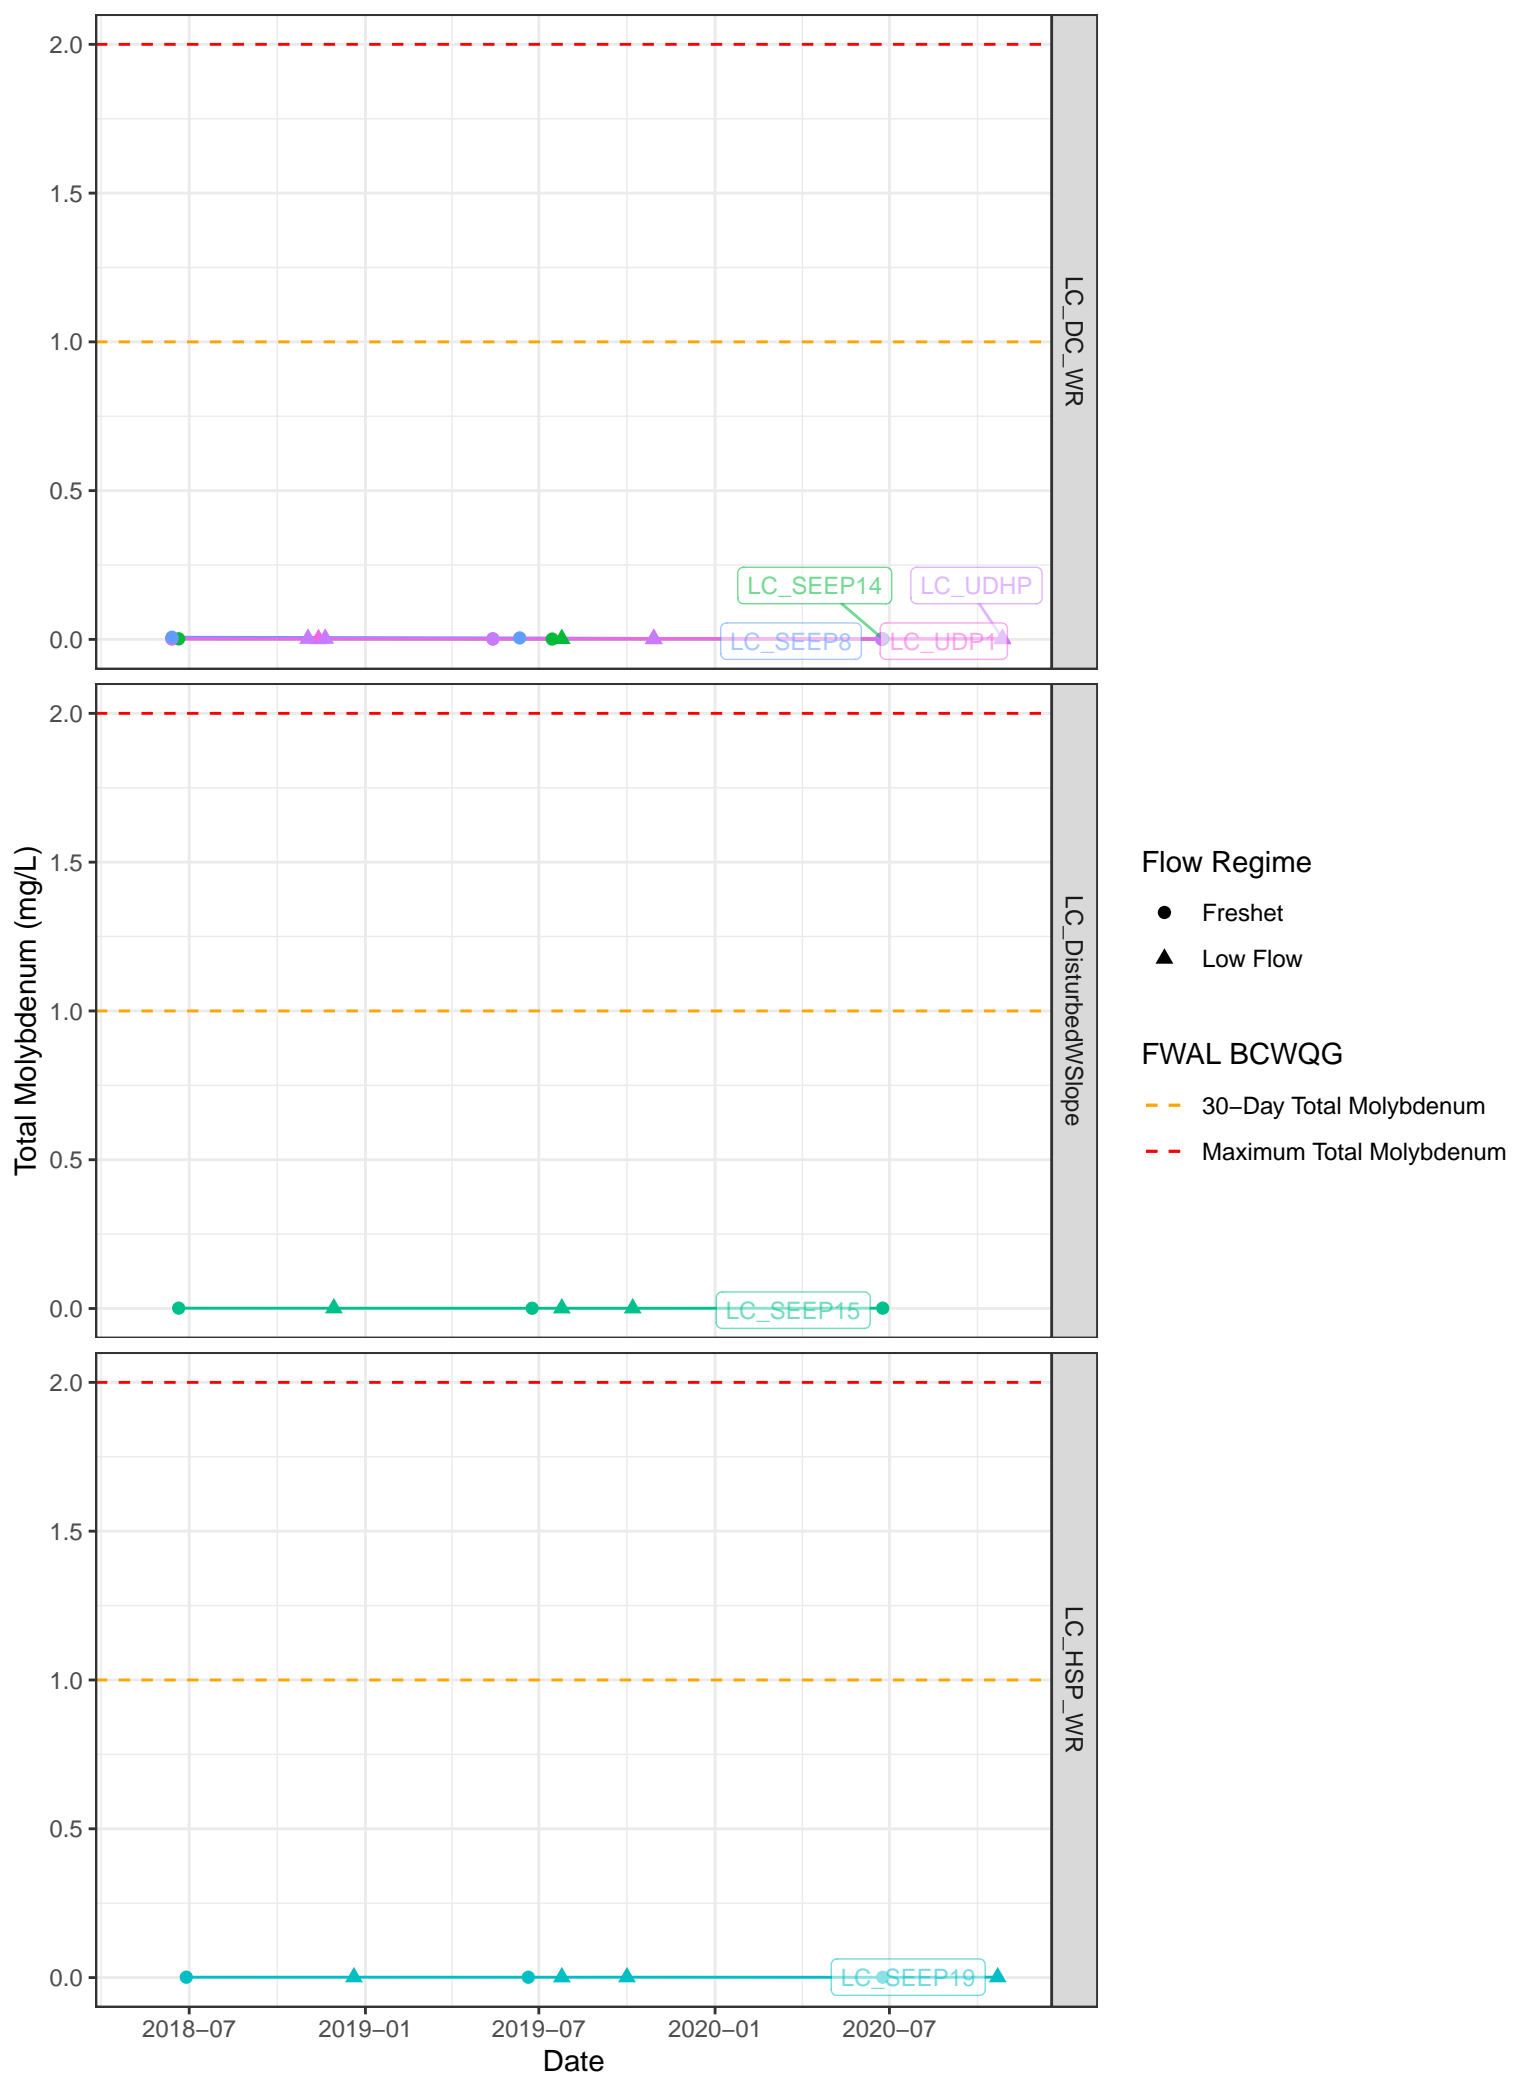 2.0
1.5
1.0
0.5
0.0
LC_SEEP14
LC_UDHP
LC_SEEP8
LC_UDP1
LC_DC_WR
2.0
1.5
1.0
0.5
0.0
LC_SEEP15
LC_DisturbedWSlope
Total Molybdenum (mg/L)
2.0
1.5
1.0
0.5
0.0
LC_SEEP19
LC_HSP_WR
2018−07
2019−01
2019−07
2020−01
2020−07
Date
Flow Regime
Freshet
Low Flow
FWAL BCWQG
30−Day Total Molybdenum
Maximum Total Molybdenum